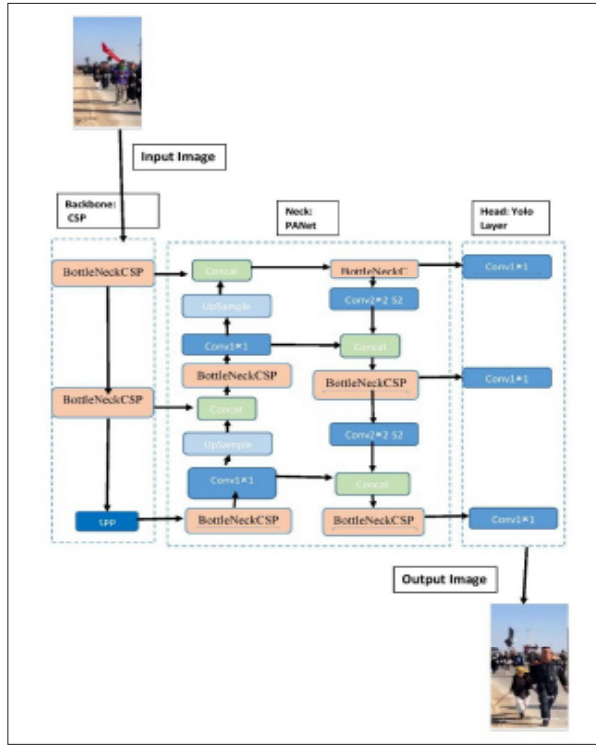 Input Image
Backbone:
CSP
Neck:
PANet
Head: Yolo
Layer
BottleNeckCSP
Concat
BottleNeckC
Conv1*1
UpSample
Conv2*2 S2
Conv1*1
Concat
BottleNeckCSP
BottleNeckCSP
Conv1*1
BottleNeckCSP
Concat
UpSample
Conv2*2 S2
Conv1*1
Concat
SPP
BottleNeckCSP
BottleNeckCSP
Conv1*1
Output Image